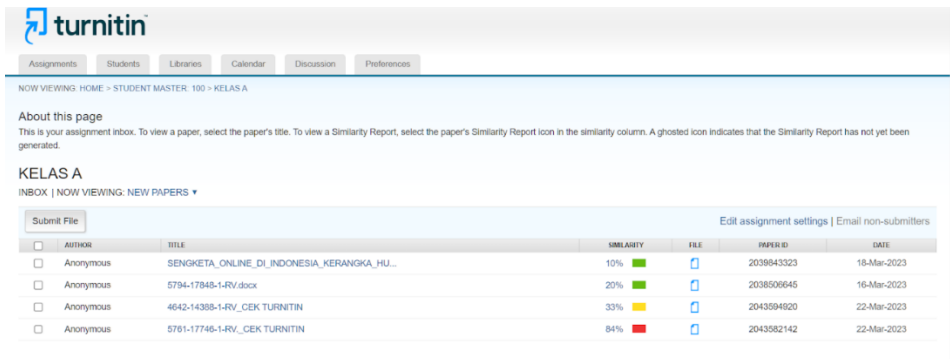 turnitin
Assignments Students Libraries Calendar Discussion Preferences
NOW VIEWING: HOME > STUDENT MASTER: 100 > KELAS A
About this page
This is your assignment inbox. To view a paper, select the paper's title. To view a Similarity Report, select the paper's Similarity Report icon in the similarity column. A ghosted icon indicates that the Similarity Report has not yet been
generated.
KELAS A
INBOX | NOW VIEWING: NEW PAPERS ▼
Submit File Edit assignment settings | Email non-submitters
AUTHOR TITLE SIMILARITY FILE PAPER ID DATE
Anonymous SENGKETA_ONLINE_DI_INDONESIA_KERANGKA_HU... 10% 2039843323 18-Mar-2023
Anonymous 5794-17848-1-RV.docx 20% 2038506645 16-Mar-2023
Anonymous 4642-14388-1-RV_CEK TURNITIN 33% 2043594920 22-Mar-2023
Anonymous 5761-17746-1-RV._CEK TURNITIN 84% 2043582142 22-Mar-2023